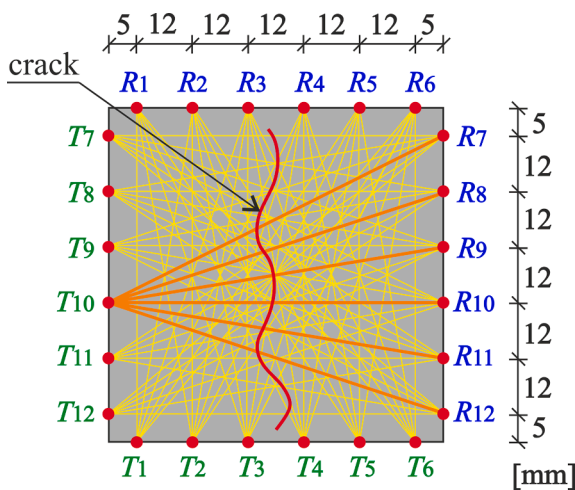 5 12 12 12 12 5
crack
R1 R2 R3 R4 R5 R6
5
T7 R7
12
T8 R8
12
T9 R9
12
T10 R10
12
T11 R11
12
T12 R12
5
T1 T2 T3 T4 T5 T6
[mm]